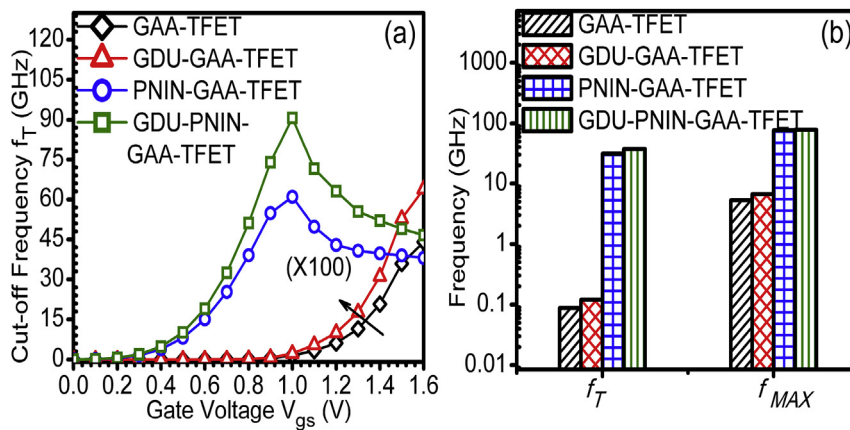 (a)
GAA-TFET
GDU-GAA-TFET
PNIN-GAA-TFET
GDU-PNIN-
GAA-TFET
(X100)
Cut-off Frequency f_T (GHz)
120
105
90
75
60
45
30
15
0
0.0 0.2 0.4 0.6 0.8 1.0 1.2 1.4 1.6
Gate Voltage V_gs (V)
(b)
GAA-TFET
GDU-GAA-TFET
PNIN-GAA-TFET
GDU-PNIN-GAA-TFET
Frequency (GHz)
1000
100
10
1
0.1
0.01
f_T f_MAX